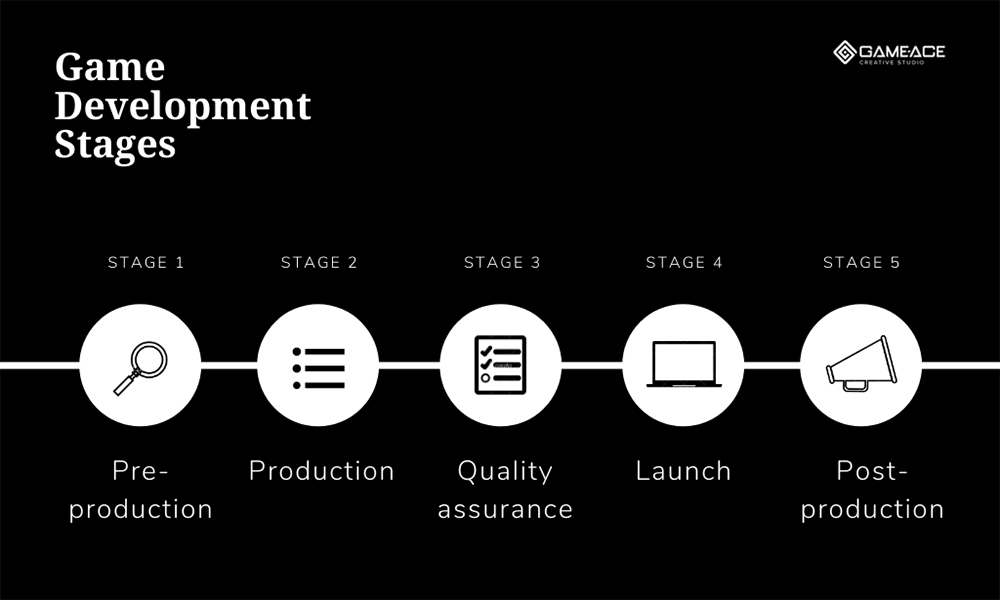 Game
Development
Stages
GAMEACE
CREATIVE STUDIO
STAGE 1
STAGE 2
STAGE 3
STAGE 4
STAGE 5
Pre-
production
Production
Quality
assurance
Launch
Post-
production